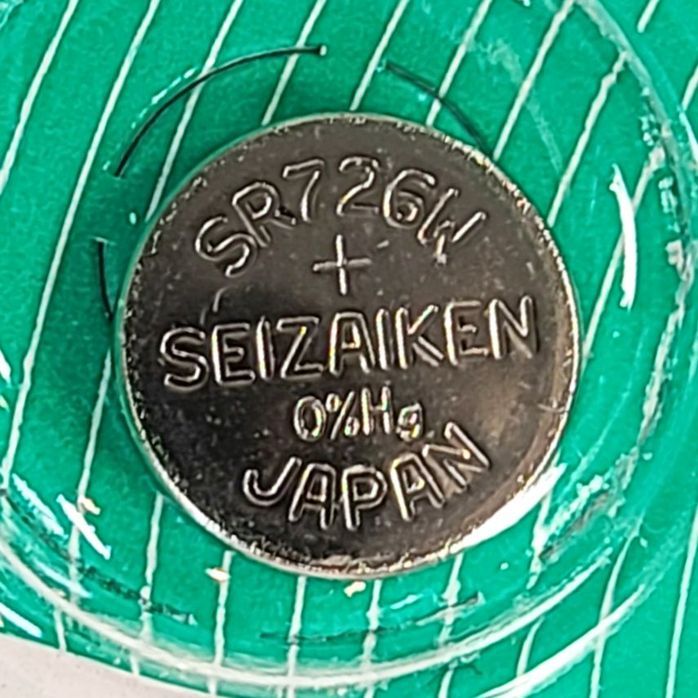 SR726W
+
SEIZAIKEN
0%Hg
JAPAN